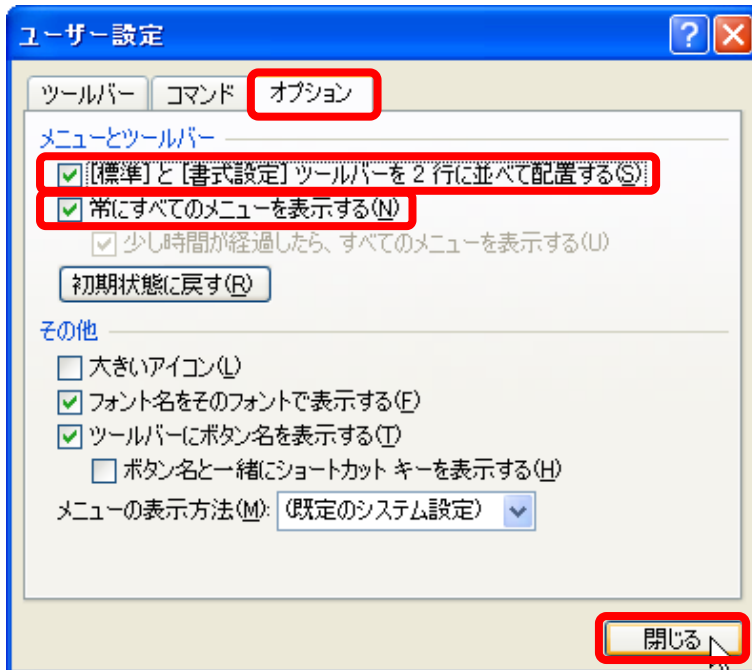 ユーザー設定
ツールバー コマンド オプション
メニューとツールバー
[標準]と[書式設定]ツールバーを2行に並べて配置する(S)
常にすべてのメニューを表示する(N)
少し時間が経過したら、すべてのメニューを表示する(U)
初期状態に戻す(R)
その他
大きいアイコン(L)
フォント名をそのフォントで表示する(F)
ツールバーにボタン名を表示する(T)
ボタン名と一緒にショートカット キーを表示する(H)
メニューの表示方法(M): (既定のシステム設定)
閉じる